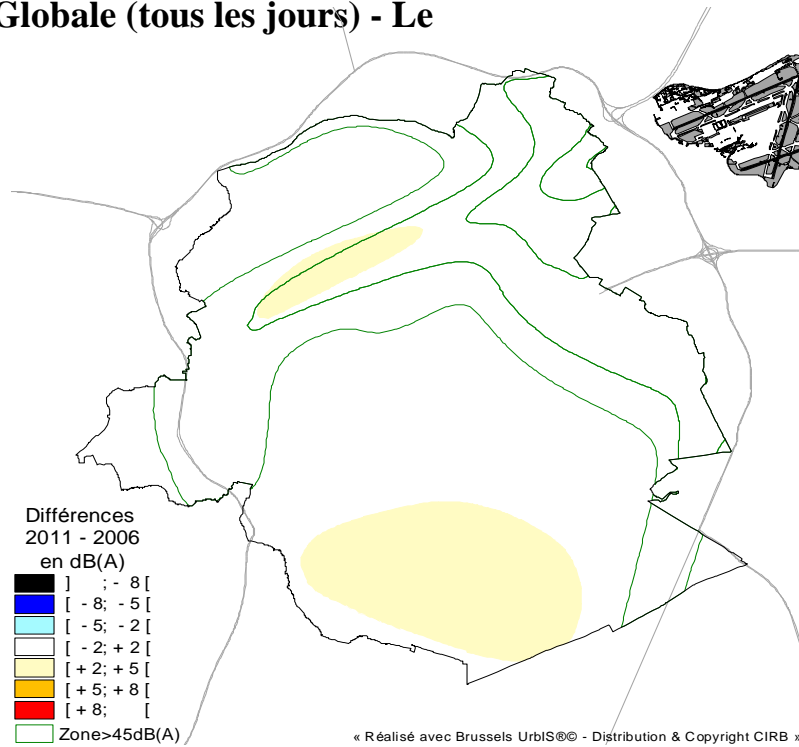 Globale (tous les jours) - Le
Différences
2011 - 2006
en dB(A)
] ; - 8 [
[ - 8; - 5 [
[ - 5; - 2 [
[ - 2; + 2 [
[ + 2; + 5 [
[ + 5; + 8 [
[ + 8; [
Zone>45dB(A)
« Réalisé avec Brussels UrbIS®© - Distribution & Copyright CIRB »